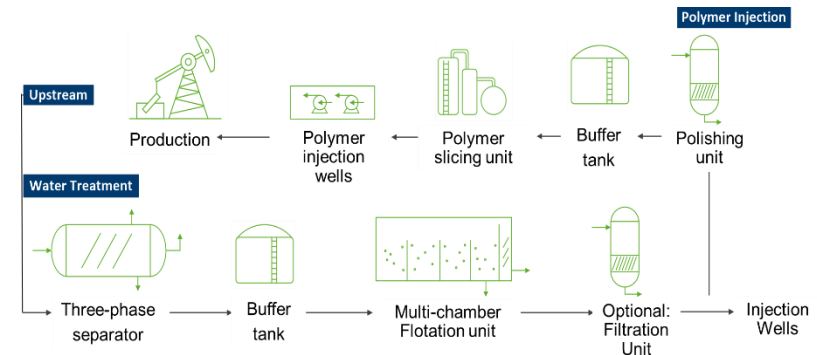 Polymer Injection
Upstream
Production
Polymer
injection
wells
Polymer
slicing unit
Buffer
tank
Polishing
unit
Water Treatment
Three-phase
separator
Buffer
tank
Multi-chamber
Flotation unit
Optional:
Filtration
Unit
Injection
Wells